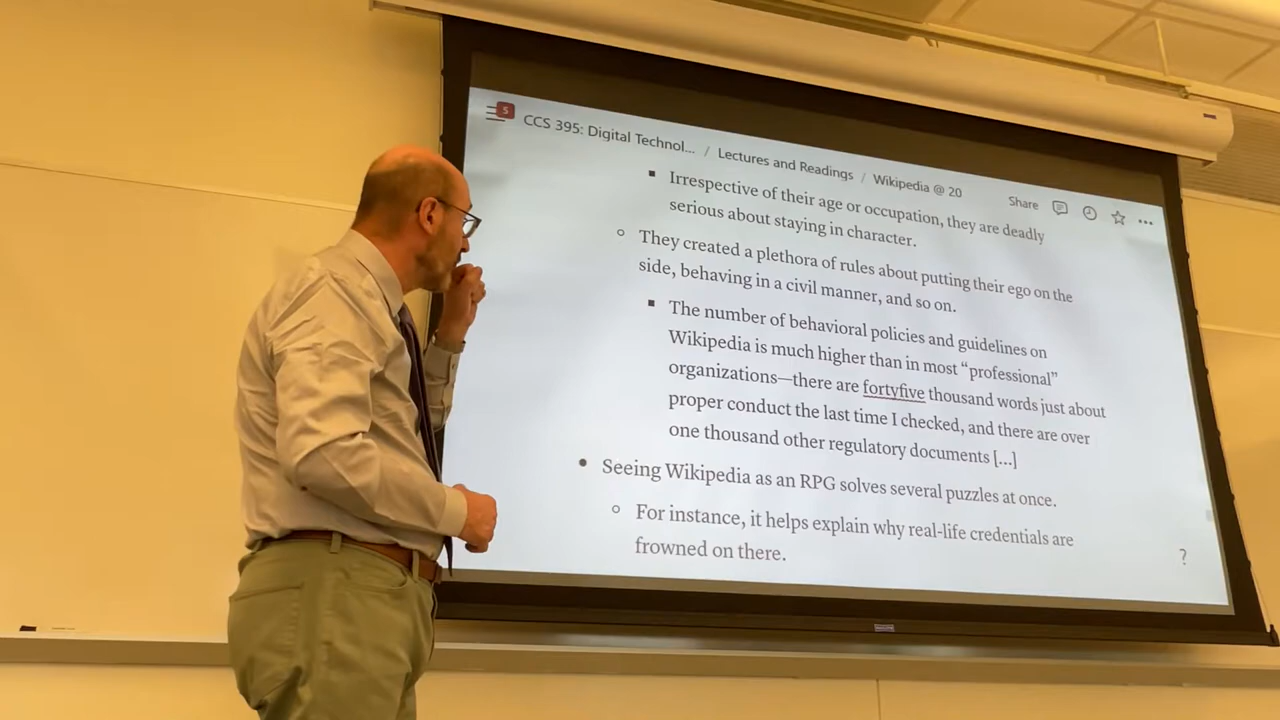 5
CCS 395: Digital Technol... / Lectures and Readings / Wikipedia @ 20
Share
▪ Irrespective of their age or occupation, they are deadly
serious about staying in character.
○ They created a plethora of rules about putting their ego on the
side, behaving in a civil manner, and so on.
▪ The number of behavioral policies and guidelines on
Wikipedia is much higher than in most “professional”
organizations—there are fortyfive thousand words just about
proper conduct the last time I checked, and there are over
one thousand other regulatory documents [...]
• Seeing Wikipedia as an RPG solves several puzzles at once.
○ For instance, it helps explain why real-life credentials are
frowned on there.
?